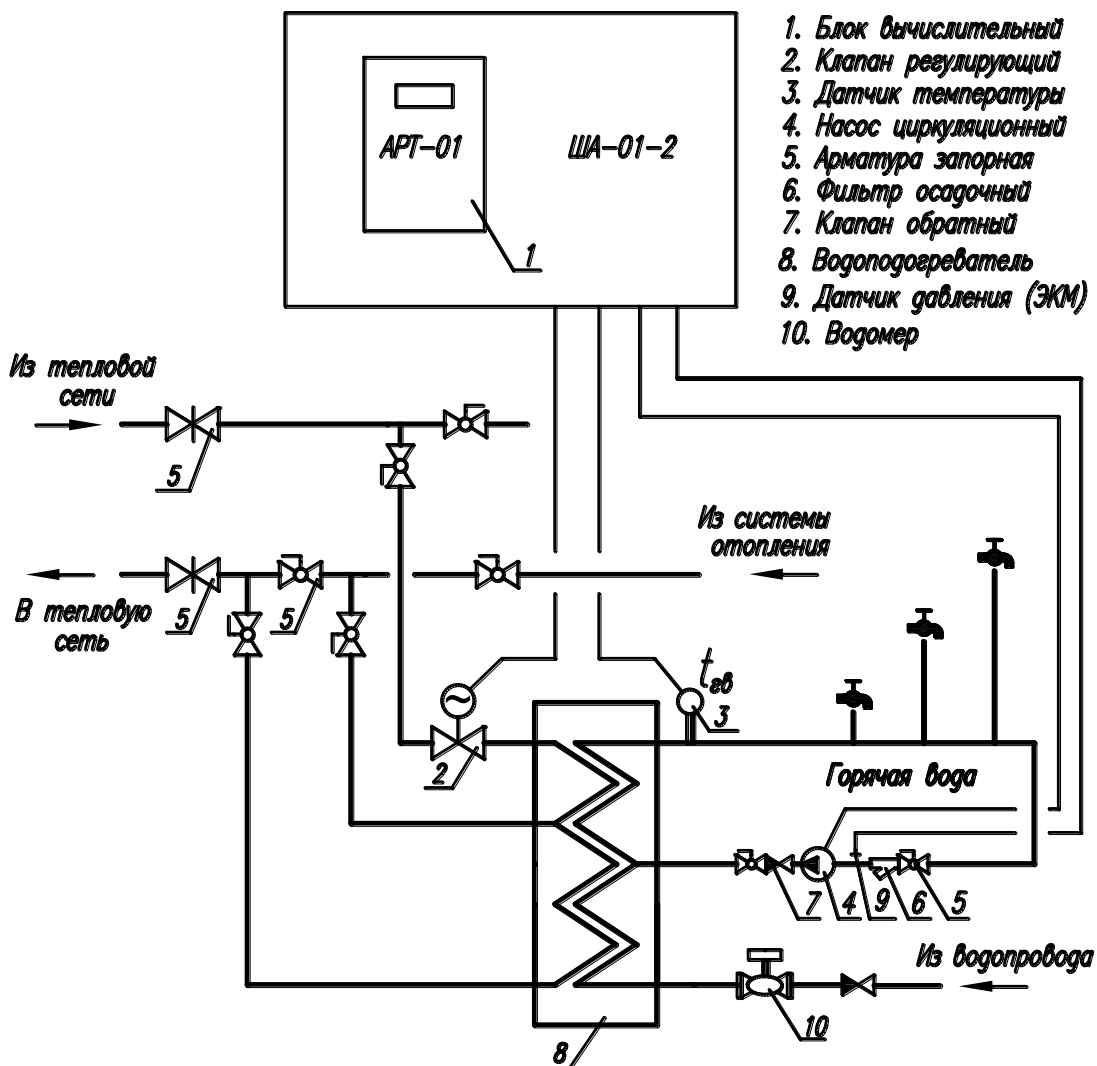 1. Блок вычислительный
2. Клапан регулирующий
3. Датчик температуры
4. Насос циркуляционный
5. Арматура запорная
6. Фильтр осадочный
7. Клапан обратный
8. Водоподогреватель
9. Датчик давления (ЭКМ)
10. Водомер
АРТ-01
ША-01-2
1
Из тепловой
сети
5
Из системы
отопления
В тепловую
сеть
5
5
tгв
3
2
Горячая вода
7
4
9
6
5
Из водопровода
10
8